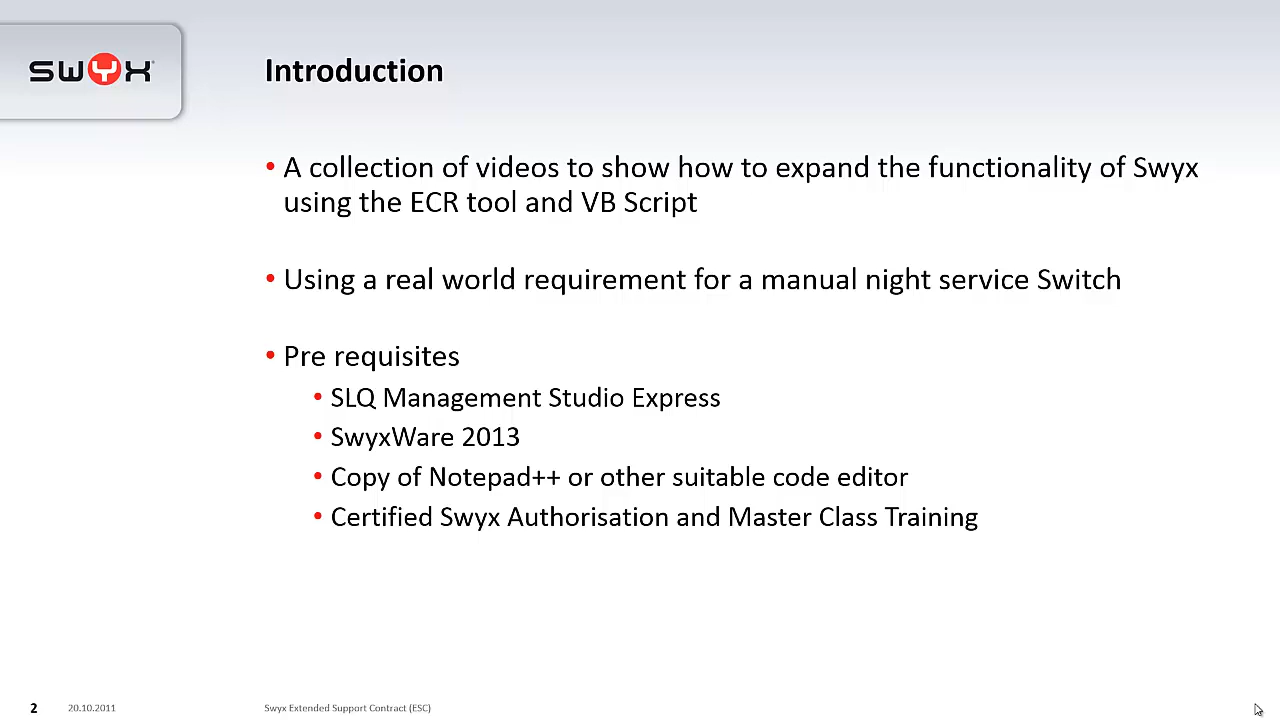 swyx
Introduction
• A collection of videos to show how to expand the functionality of Swyx
using the ECR tool and VB Script
• Using a real world requirement for a manual night service Switch
• Pre requisites
• SLQ Management Studio Express
• SwyxWare 2013
• Copy of Notepad++ or other suitable code editor
• Certified Swyx Authorisation and Master Class Training
2 20.10.2011 Swyx Extended Support Contract (ESC)